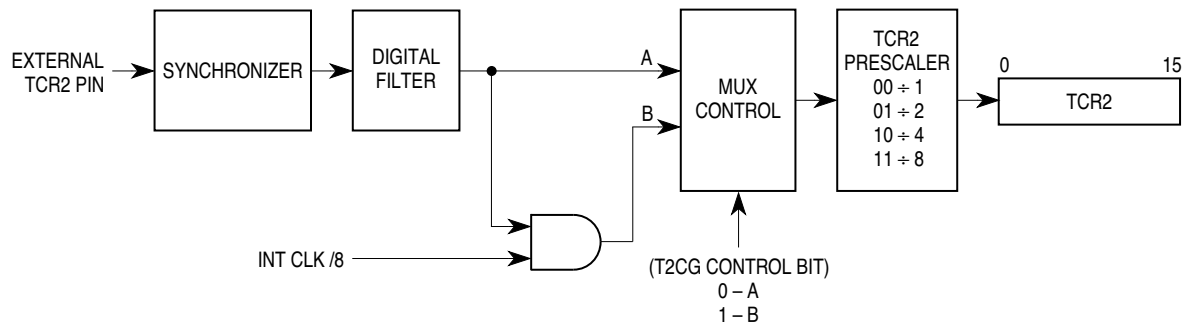 EXTERNAL
TCR2 PIN
SYNCHRONIZER
DIGITAL
FILTER
A
B
MUX
CONTROL
TCR2
PRESCALER
00 ÷ 1
01 ÷ 2
10 ÷ 4
11 ÷ 8
0 15
TCR2
INT CLK /8
(T2CG CONTROL BIT)
0 – A
1 – B